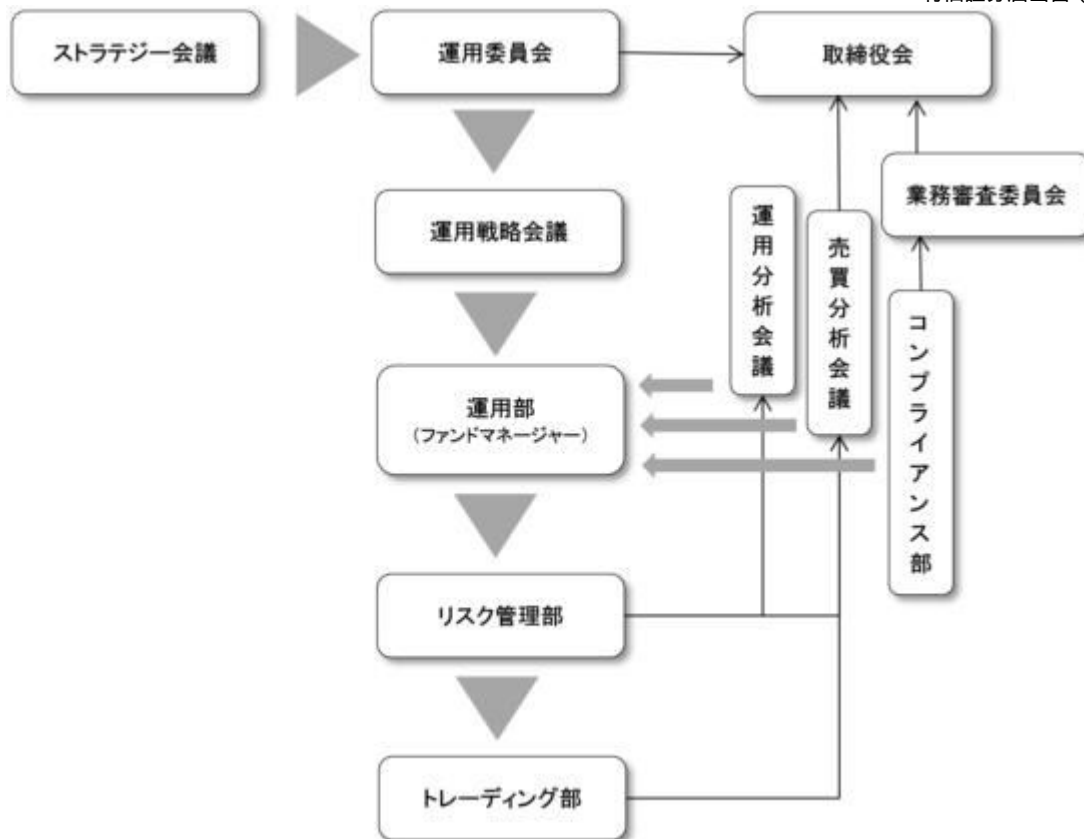 ストラテジー会議
運用委員会
取締役会
業務審査委員会
運用戦略会議
運用分析会議
売買分析会議
コンプライアンス部
運用部
(ファンドマネージャー)
リスク管理部
トレーディング部